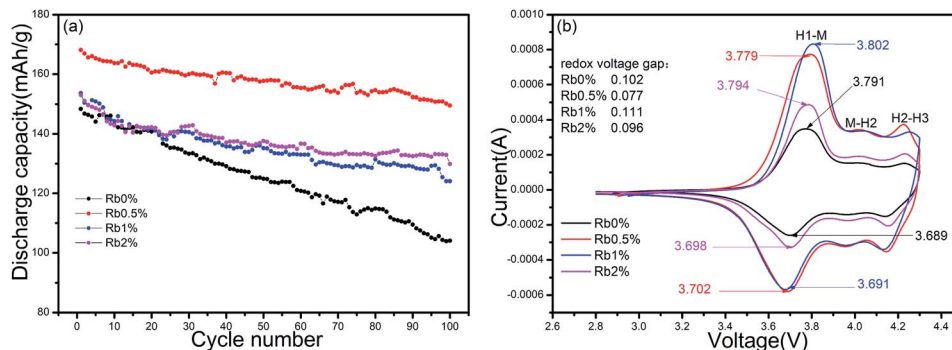 (a)
Discharge capacity(mAh/g)
180
160
140
120
100
80
Rb0%
Rb0.5%
Rb1%
Rb2%
0 10 20 30 40 50 60 70 80 90 100
Cycle number
(b)
Current(A)
0.0010
0.0008
0.0006
0.0004
0.0002
0.0000
-0.0002
-0.0004
-0.0006
redox voltage gap:
Rb0% 0.102
Rb0.5% 0.077
Rb1% 0.111
Rb2% 0.096
H1-M
3.779
3.802
3.794
3.791
M-H2
H2-H3
Rb0%
Rb0.5%
Rb1%
Rb2%
3.689
3.698
3.702
3.691
2.6 2.8 3.0 3.2 3.4 3.6 3.8 4.0 4.2 4.4
Voltage(V)